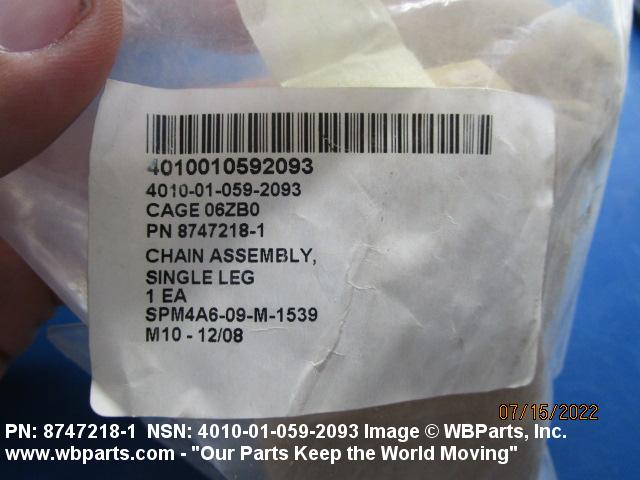 4010010592093
4010-01-059-2093
CAGE 06ZB0
PN 8747218-1
CHAIN ASSEMBLY,
SINGLE LEG
1 EA
SPM4A6-09-M-1539
M10 - 12/08
07/15/2022
PN: 8747218-1 NSN: 4010-01-059-2093 Image © WBParts, Inc.
www.wbparts.com - "Our Parts Keep the World Moving"